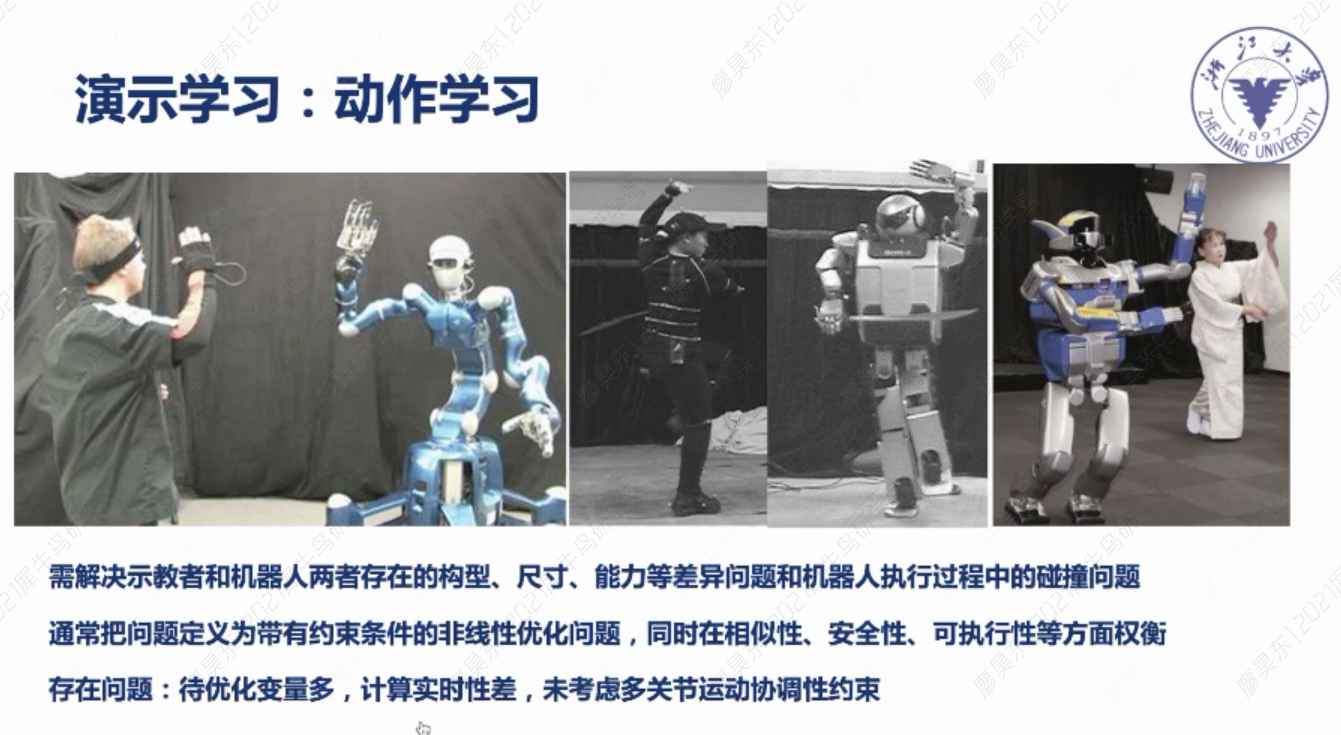 演示学习：动作学习
浙江大学
ZHEJIANG UNIVERSITY
1897
需解决示教者和机器人两者存在的构型、尺寸、能力等差异问题和机器人执行过程中的碰撞问题
通常把问题定义为带有约束条件的非线性优化问题，同时在相似性、安全性、可执行性等方面权衡
存在问题：待优化变量多，计算实时性差，未考虑多关节运动协调性约束